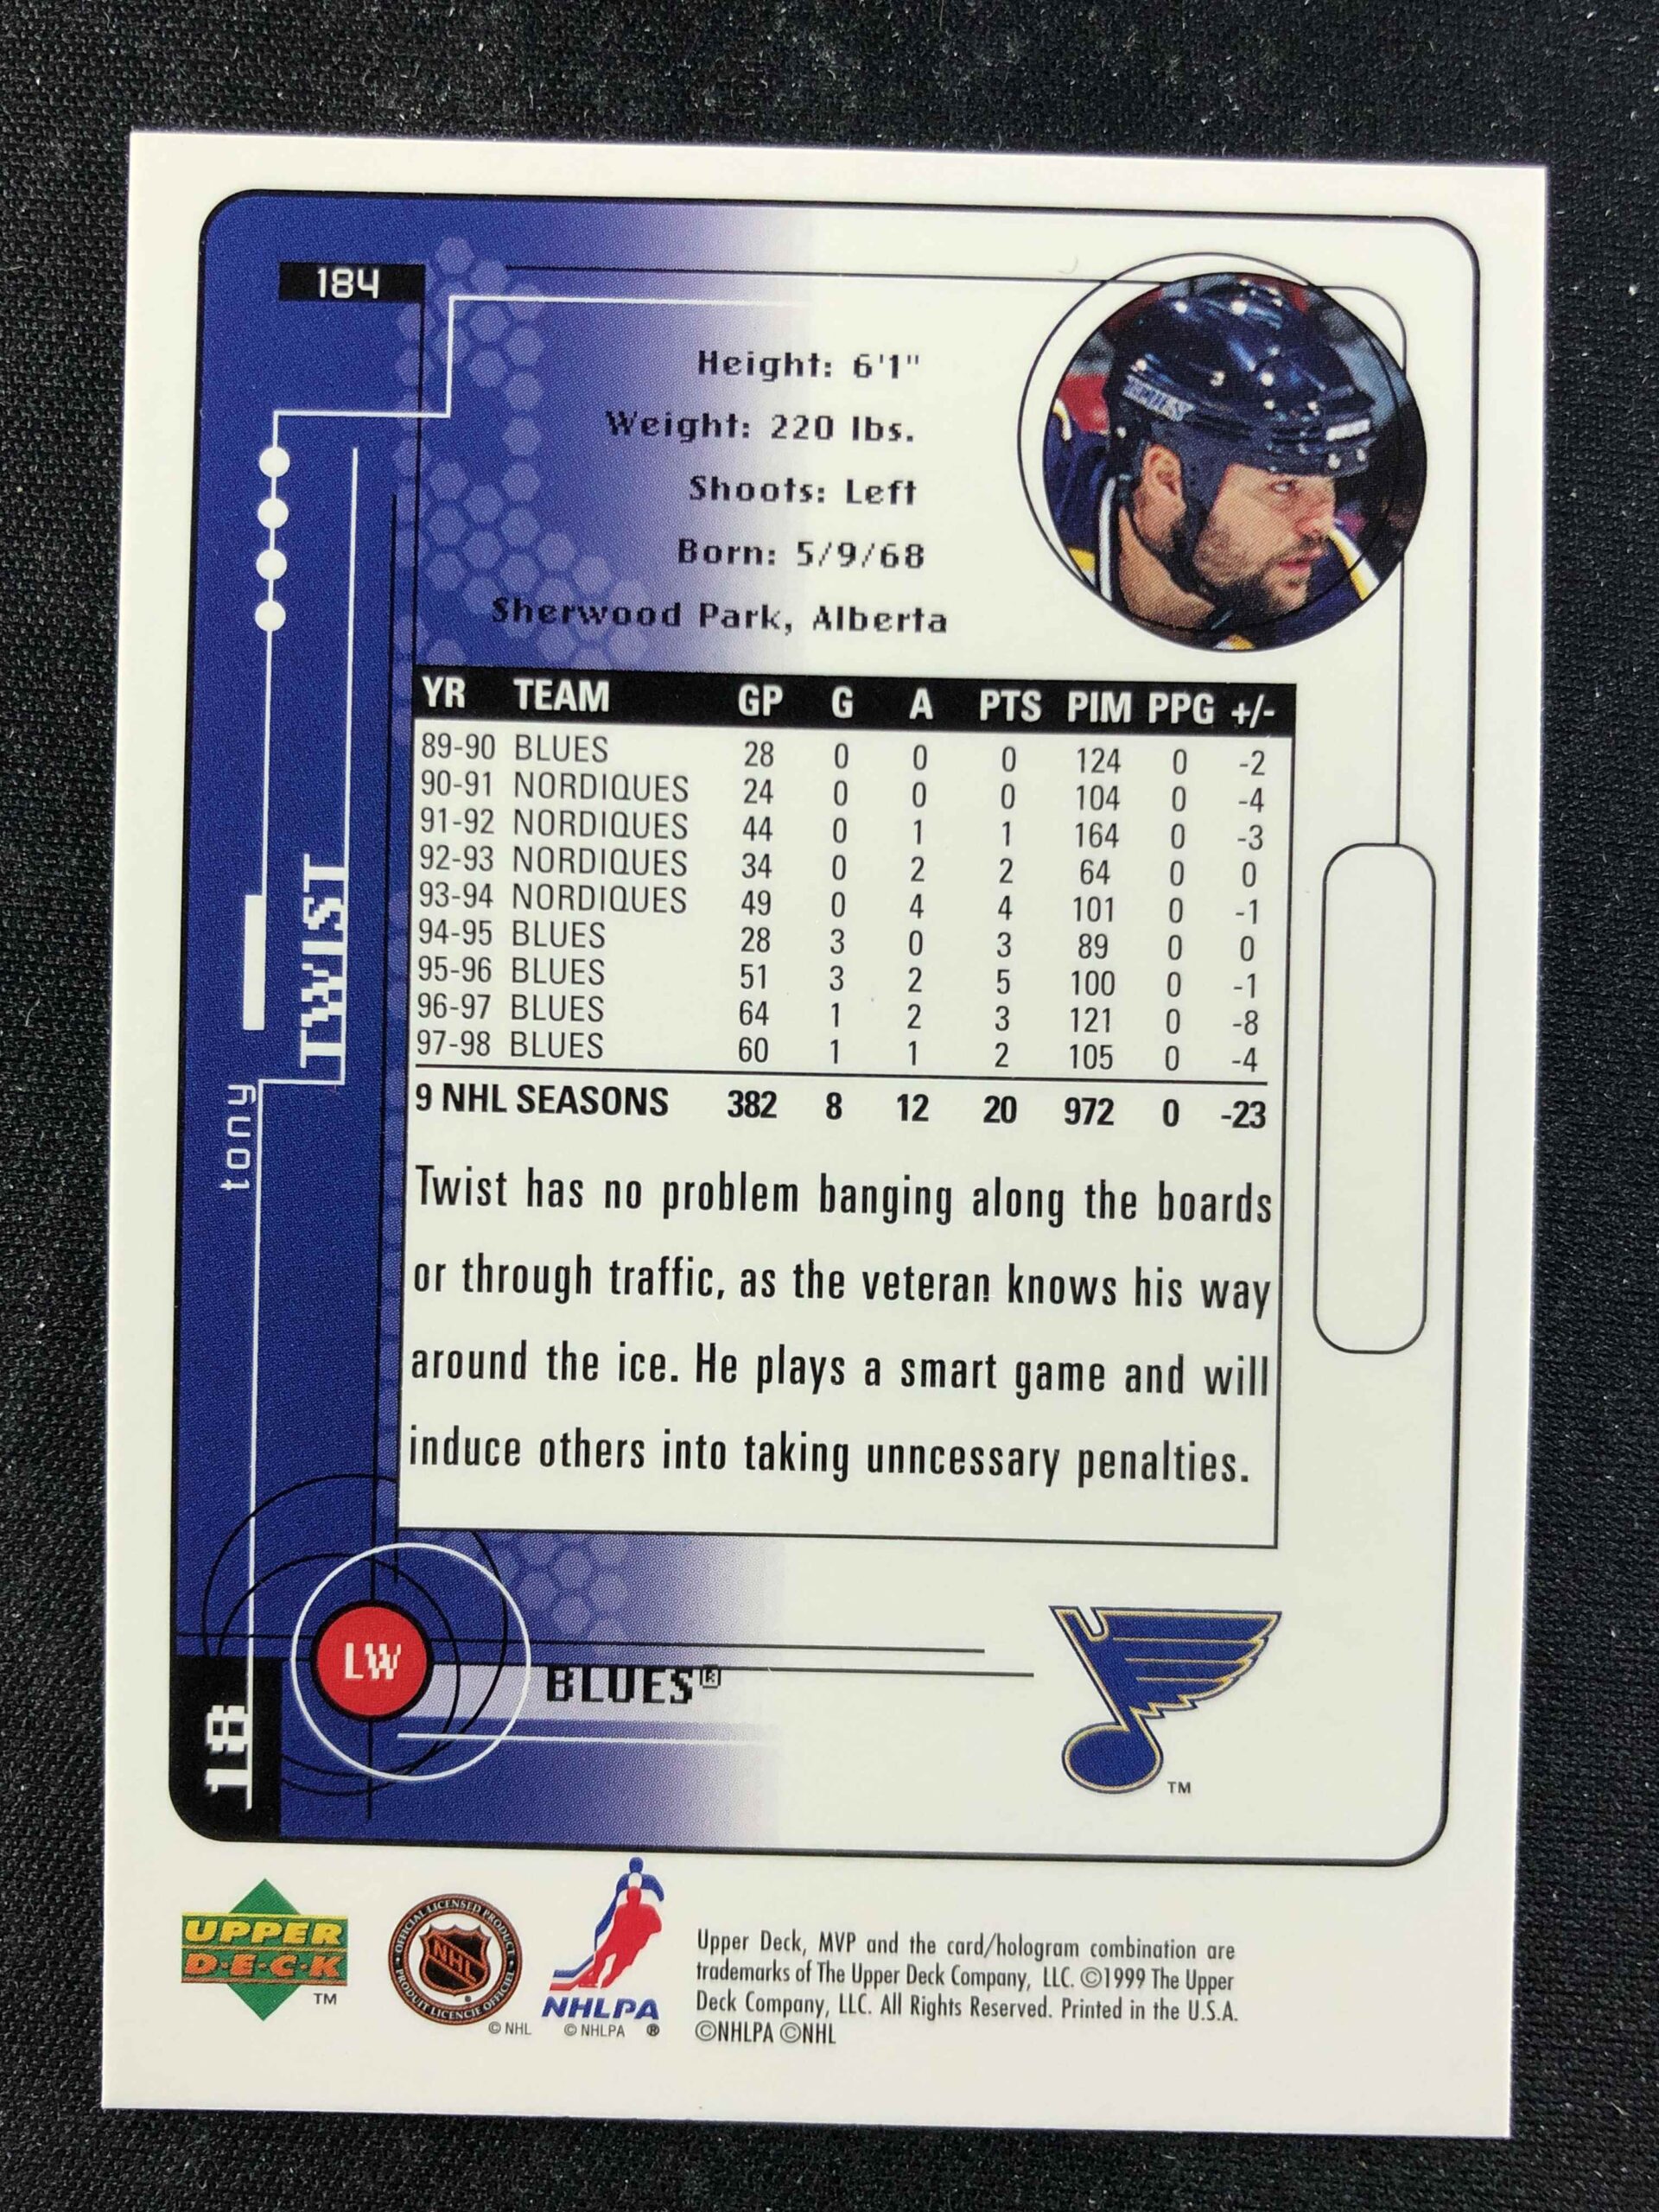 184
Height: 6'1"
Weight: 220 lbs.
Shoots: Left
Born: 5/9/68
Sherwood Park, Alberta
BLUES
tony
TWIST
YR TEAM GP G A PTS PIM PPG +/-
89-90 BLUES 28 0 0 0 124 0 -2
90-91 NORDIQUES 24 0 0 0 104 0 -4
91-92 NORDIQUES 44 0 1 1 164 0 -3
92-93 NORDIQUES 34 0 2 2 64 0 0
93-94 NORDIQUES 49 0 4 4 101 0 -1
94-95 BLUES 28 3 0 3 89 0 0
95-96 BLUES 51 3 2 5 100 0 -1
96-97 BLUES 64 1 2 3 121 0 -8
97-98 BLUES 60 1 1 2 105 0 -4
9 NHL SEASONS 382 8 12 20 972 0 -23
Twist has no problem banging along the boards
or through traffic, as the veteran knows his way
around the ice. He plays a smart game and will
induce others into taking unncessary penalties.
LW
BLUES®
18
TM
UPPER
D·E·C·K
TM
OFFICIAL LICENSED PRODUCT
NHL
PRODUIT LICENCIE OFFICIEL
© NHL
NHLPA
© NHLPA ®
Upper Deck, MVP and the card/hologram combination are
trademarks of The Upper Deck Company, LLC. ©1999 The Upper
Deck Company, LLC. All Rights Reserved. Printed in the U.S.A.
©NHLPA ©NHL